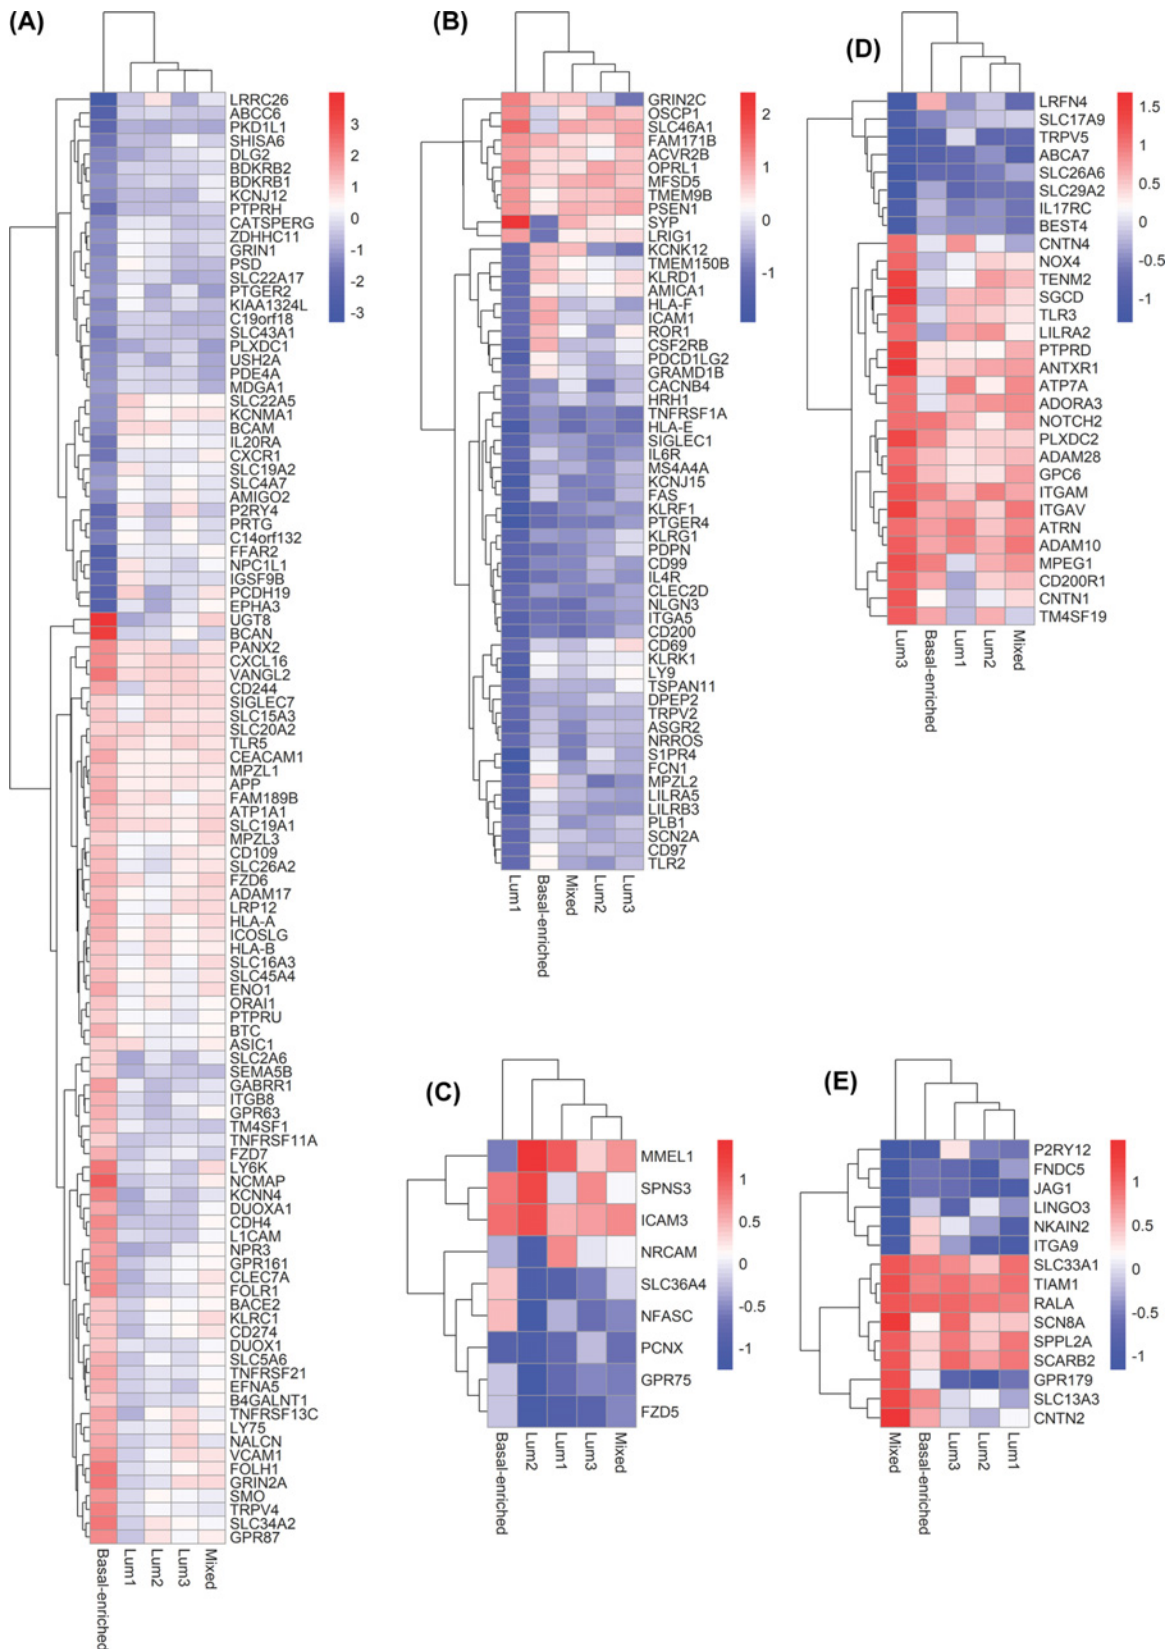 (A)
LRRC26
ABCC6
PKD1L1
SHISA6
DLG2
BDKRB2
BDKRB1
KCNJ12
PTPRH
CATSPERG
ZDHHC11
GRIN1
PSD
SLC22A17
PTGER2
KIAA1324L
C19orf18
SLC43A1
PLXDC1
USH2A
PDE4A
MDGA1
SLC22A5
KCNMA1
BCAM
IL20RA
CXCR1
SLC19A2
SLC4A7
AMIGO2
P2RY4
PRTG
C14orf132
FFAR2
NPC1L1
IGSF9B
PCDH19
EPHA3
UGT8
BCAN
PANX2
CXCL16
VANGL2
CD244
SIGLEC7
SLC15A3
SLC20A2
TLR5
CEACAM1
MPZL1
APP
FAM189B
ATP1A1
SLC19A1
MPZL3
CD109
SLC26A2
FZD6
ADAM17
LRP12
HLA-A
ICOSLG
HLA-B
SLC16A3
SLC45A4
ENO1
ORAI1
PTPRU
BTC
ASIC1
SLC2A6
SEMA5B
GABRR1
ITGB8
GPR63
TM4SF1
TNFRSF11A
FZD7
LY6K
NCMAP
KCNN4
DUOXA1
CDH4
L1CAM
NPR3
GPR161
CLEC7A
FOLR1
BACE2
KLRC1
CD274
DUOX1
SLC5A6
TNFRSF21
EFNA5
B4GALNT1
TNFRSF13C
LY75
NALCN
VCAM1
FOLH1
GRIN2A
SMO
TRPV4
SLC34A2
GPR87
3
2
1
0
-1
-2
-3
Basal-enriched
Lum1
Lum2
Lum3
Mixed
(B)
GRIN2C
OSCP1
SLC46A1
FAM171B
ACVR2B
OPRL1
MFSD5
TMEM9B
PSEN1
SYP
LRIG1
KCNK12
TMEM150B
KLRD1
AMICA1
HLA-F
ICAM1
ROR1
CSF2RB
PDCD1LG2
GRAMD1B
CACNB4
HRH1
TNFRSF1A
HLA-E
SIGLEC1
IL6R
MS4A4A
KCNJ15
FAS
KLRF1
PTGER4
KLRG1
PDPN
CD99
IL4R
CLEC2D
NLGN3
ITGA5
CD200
CD69
KLRK1
LY9
TSPAN11
DPEP2
TRPV2
ASGR2
NRROS
S1PR4
FCN1
MPZL2
LILRA5
LILRB3
PLB1
SCN2A
CD97
TLR2
2
1
0
-1
Lum1
Basal-enriched
Mixed
Lum2
Lum3
(D)
LRFN4
SLC17A9
TRPV5
ABCA7
SLC26A6
SLC29A2
IL17RC
BEST4
CNTN4
NOX4
TENM2
SGCD
TLR3
LILRA2
PTPRD
ANTXR1
ATP7A
ADORA3
NOTCH2
PLXDC2
ADAM28
GPC6
ITGAM
ITGAV
ATRN
ADAM10
MPEG1
CD200R1
CNTN1
TM4SF19
1.5
1
0.5
0
-0.5
-1
Lum3
Basal-enriched
Lum1
Lum2
Mixed
(C)
MMEL1
SPNS3
ICAM3
NRCAM
SLC36A4
NFASC
PCNX
GPR75
FZD5
1
0.5
0
-0.5
-1
Basal-enriched
Lum2
Lum1
Lum3
Mixed
(E)
P2RY12
FNDC5
JAG1
LINGO3
NKAIN2
ITGA9
SLC33A1
TIAM1
RALA
SCN8A
SPPL2A
SCARB2
GPR179
SLC13A3
CNTN2
1
0.5
0
-0.5
-1
Mixed
Basal-enriched
Lum3
Lum2
Lum1